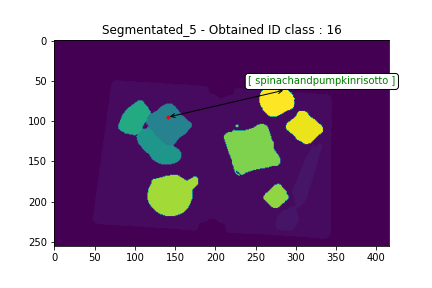 Segmentated_5 - Obtained ID class : 16
[ spinachandpumpkinrisotto ]
0
50
100
150
200
250
0 50 100 150 200 250 300 350 400